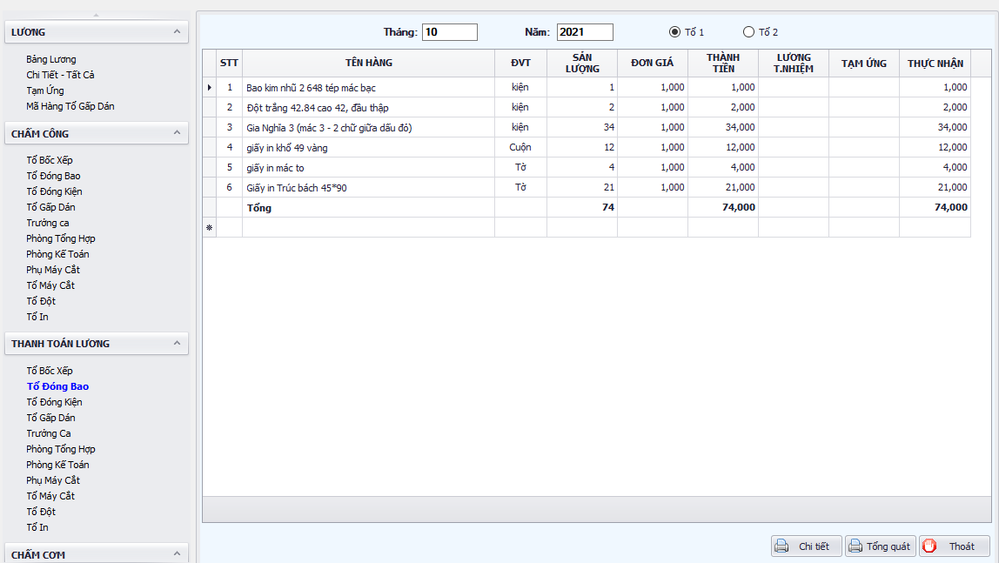 LƯƠNG
Bảng Lương
Chi Tiết - Tất Cả
Tạm Ứng
Mã Hàng Tổ Gấp Dán
CHẤM CÔNG
Tổ Bốc Xếp
Tổ Đóng Bao
Tổ Đóng Kiện
Tổ Gấp Dán
Trưởng ca
Phòng Tổng Hợp
Phòng Kế Toán
Phụ Máy Cắt
Tổ Máy Cắt
Tổ Đột
Tổ In
THANH TOÁN LƯƠNG
Tổ Bốc Xếp
Tổ Đóng Bao
Tổ Đóng Kiện
Tổ Gấp Dán
Trưởng Ca
Phòng Tổng Hợp
Phòng Kế Toán
Phụ Máy Cắt
Tổ Máy Cắt
Tổ Đột
Tổ In
CHẤM CƠM
Tháng: 10 Năm: 2021 Tổ 1 Tổ 2
STT TÊN HÀNG ĐVT SẢN LƯỢNG ĐƠN GIÁ THÀNH TIỀN LƯƠNG T.NHIỆM TẠM ỨNG THỰC NHẬN
1 Bao kim nhũ 2 648 tép mác bạc kiện 1 1,000 1,000 1,000
2 Đột trắng 42.84 cao 42, đầu thập kiện 2 1,000 2,000 2,000
3 Gia Nghĩa 3 (mác 3 - 2 chữ giữa dấu đỏ) kiện 34 1,000 34,000 34,000
4 giấy in khổ 49 vàng Cuộn 12 1,000 12,000 12,000
5 giấy in mác to Tờ 4 1,000 4,000 4,000
6 Giấy in Trúc bách 45*90 Tờ 21 1,000 21,000 21,000
Tổng 74 74,000 74,000
Chi tiết Tổng quát Thoát